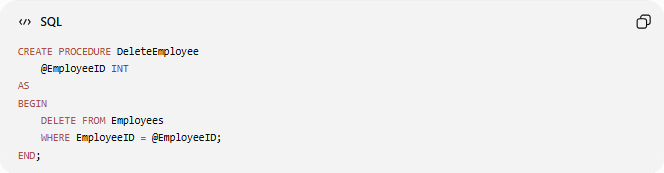 SQL
CREATE PROCEDURE DeleteEmployee
    @EmployeeID INT
AS
BEGIN
    DELETE FROM Employees
    WHERE EmployeeID = @EmployeeID;
END;